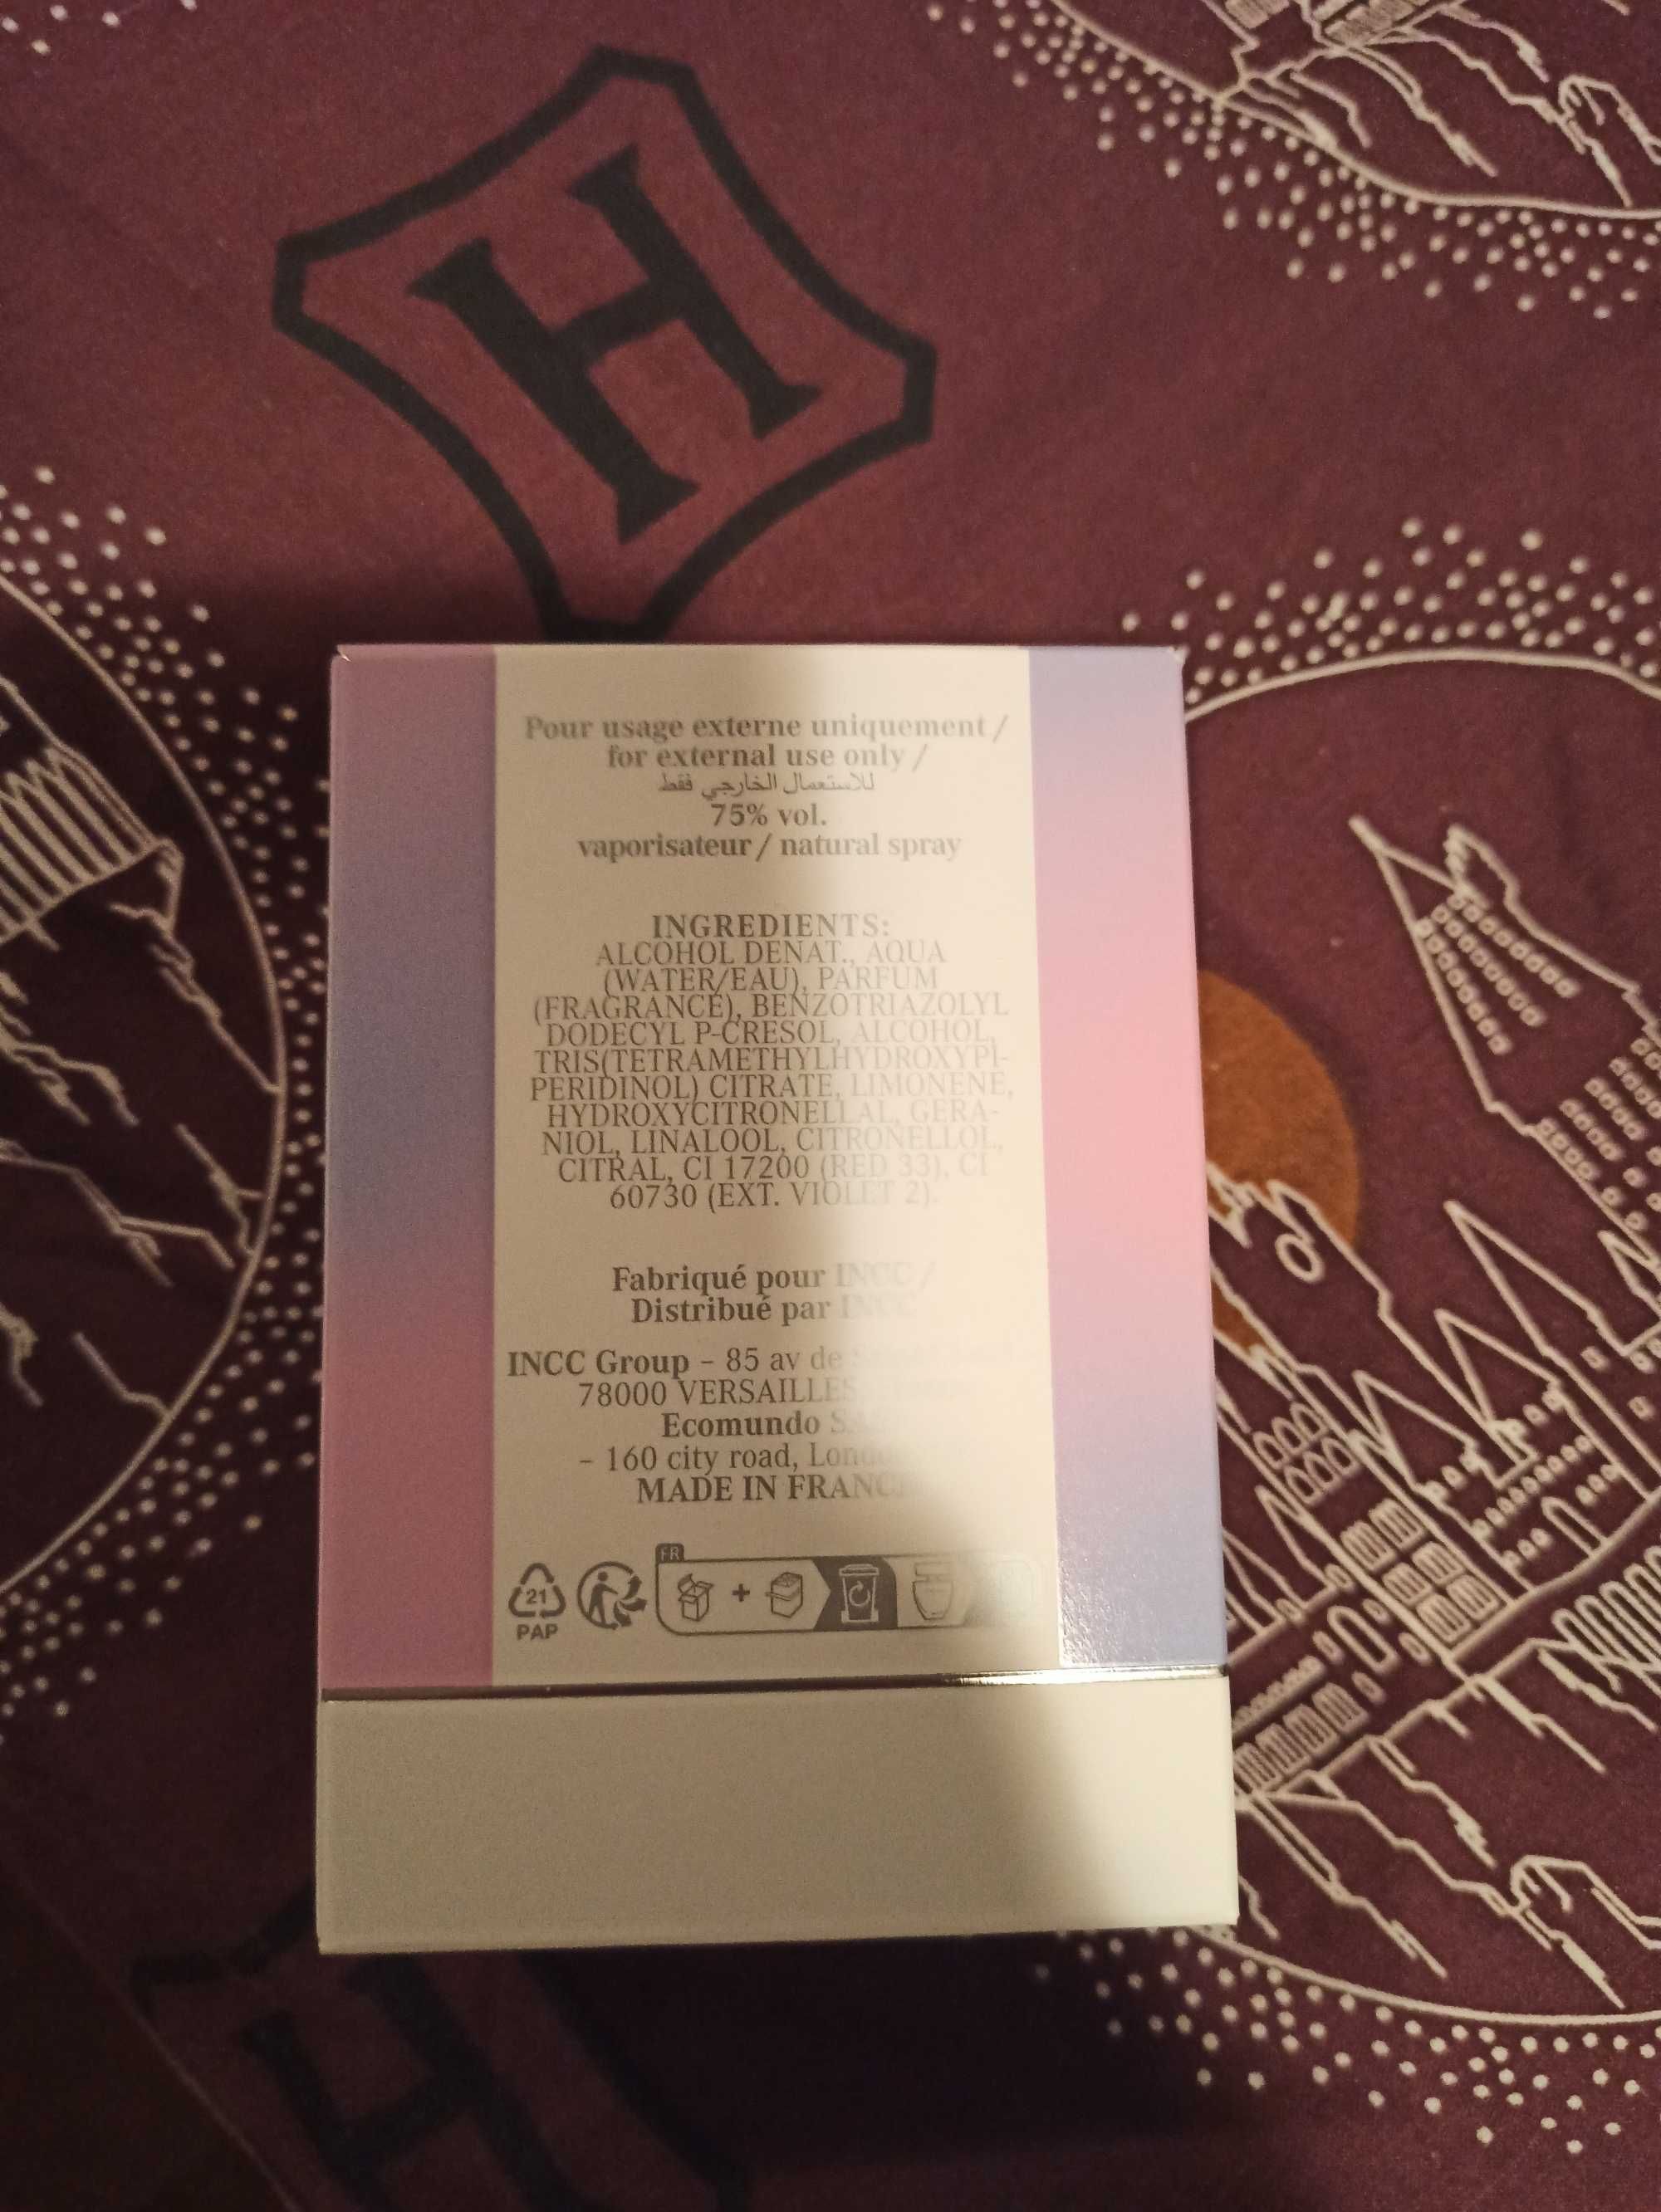 H
Pour usage externe uniquement /
for external use only /
للاستعمال الخارجي فقط
75% vol.
vaporisateur / natural spray
INGREDIENTS:
ALCOHOL DENAT., AQUA
(WATER/EAU), PARFUM
(FRAGRANCE), BENZOTRIAZOLYL
DODECYL P-CRESOL, ALCOHOL,
TRIS(TETRAMETHYLHYDROXYPI-
PERIDINOL) CITRATE, LIMONENE,
HYDROXYCITRONELLAL, GERA-
NIOL, LINALOOL, CITRONELLOL,
CITRAL, CI 17200 (RED 33), CI
60730 (EXT. VIOLET 2).
Fabriqué pour INCC /
Distribué par INCC
INCC Group - 85 av de
78000 VERSAILLES
Ecomundo
- 160 city road,
MADE IN FRANCE
FR
21
PAP
+
H